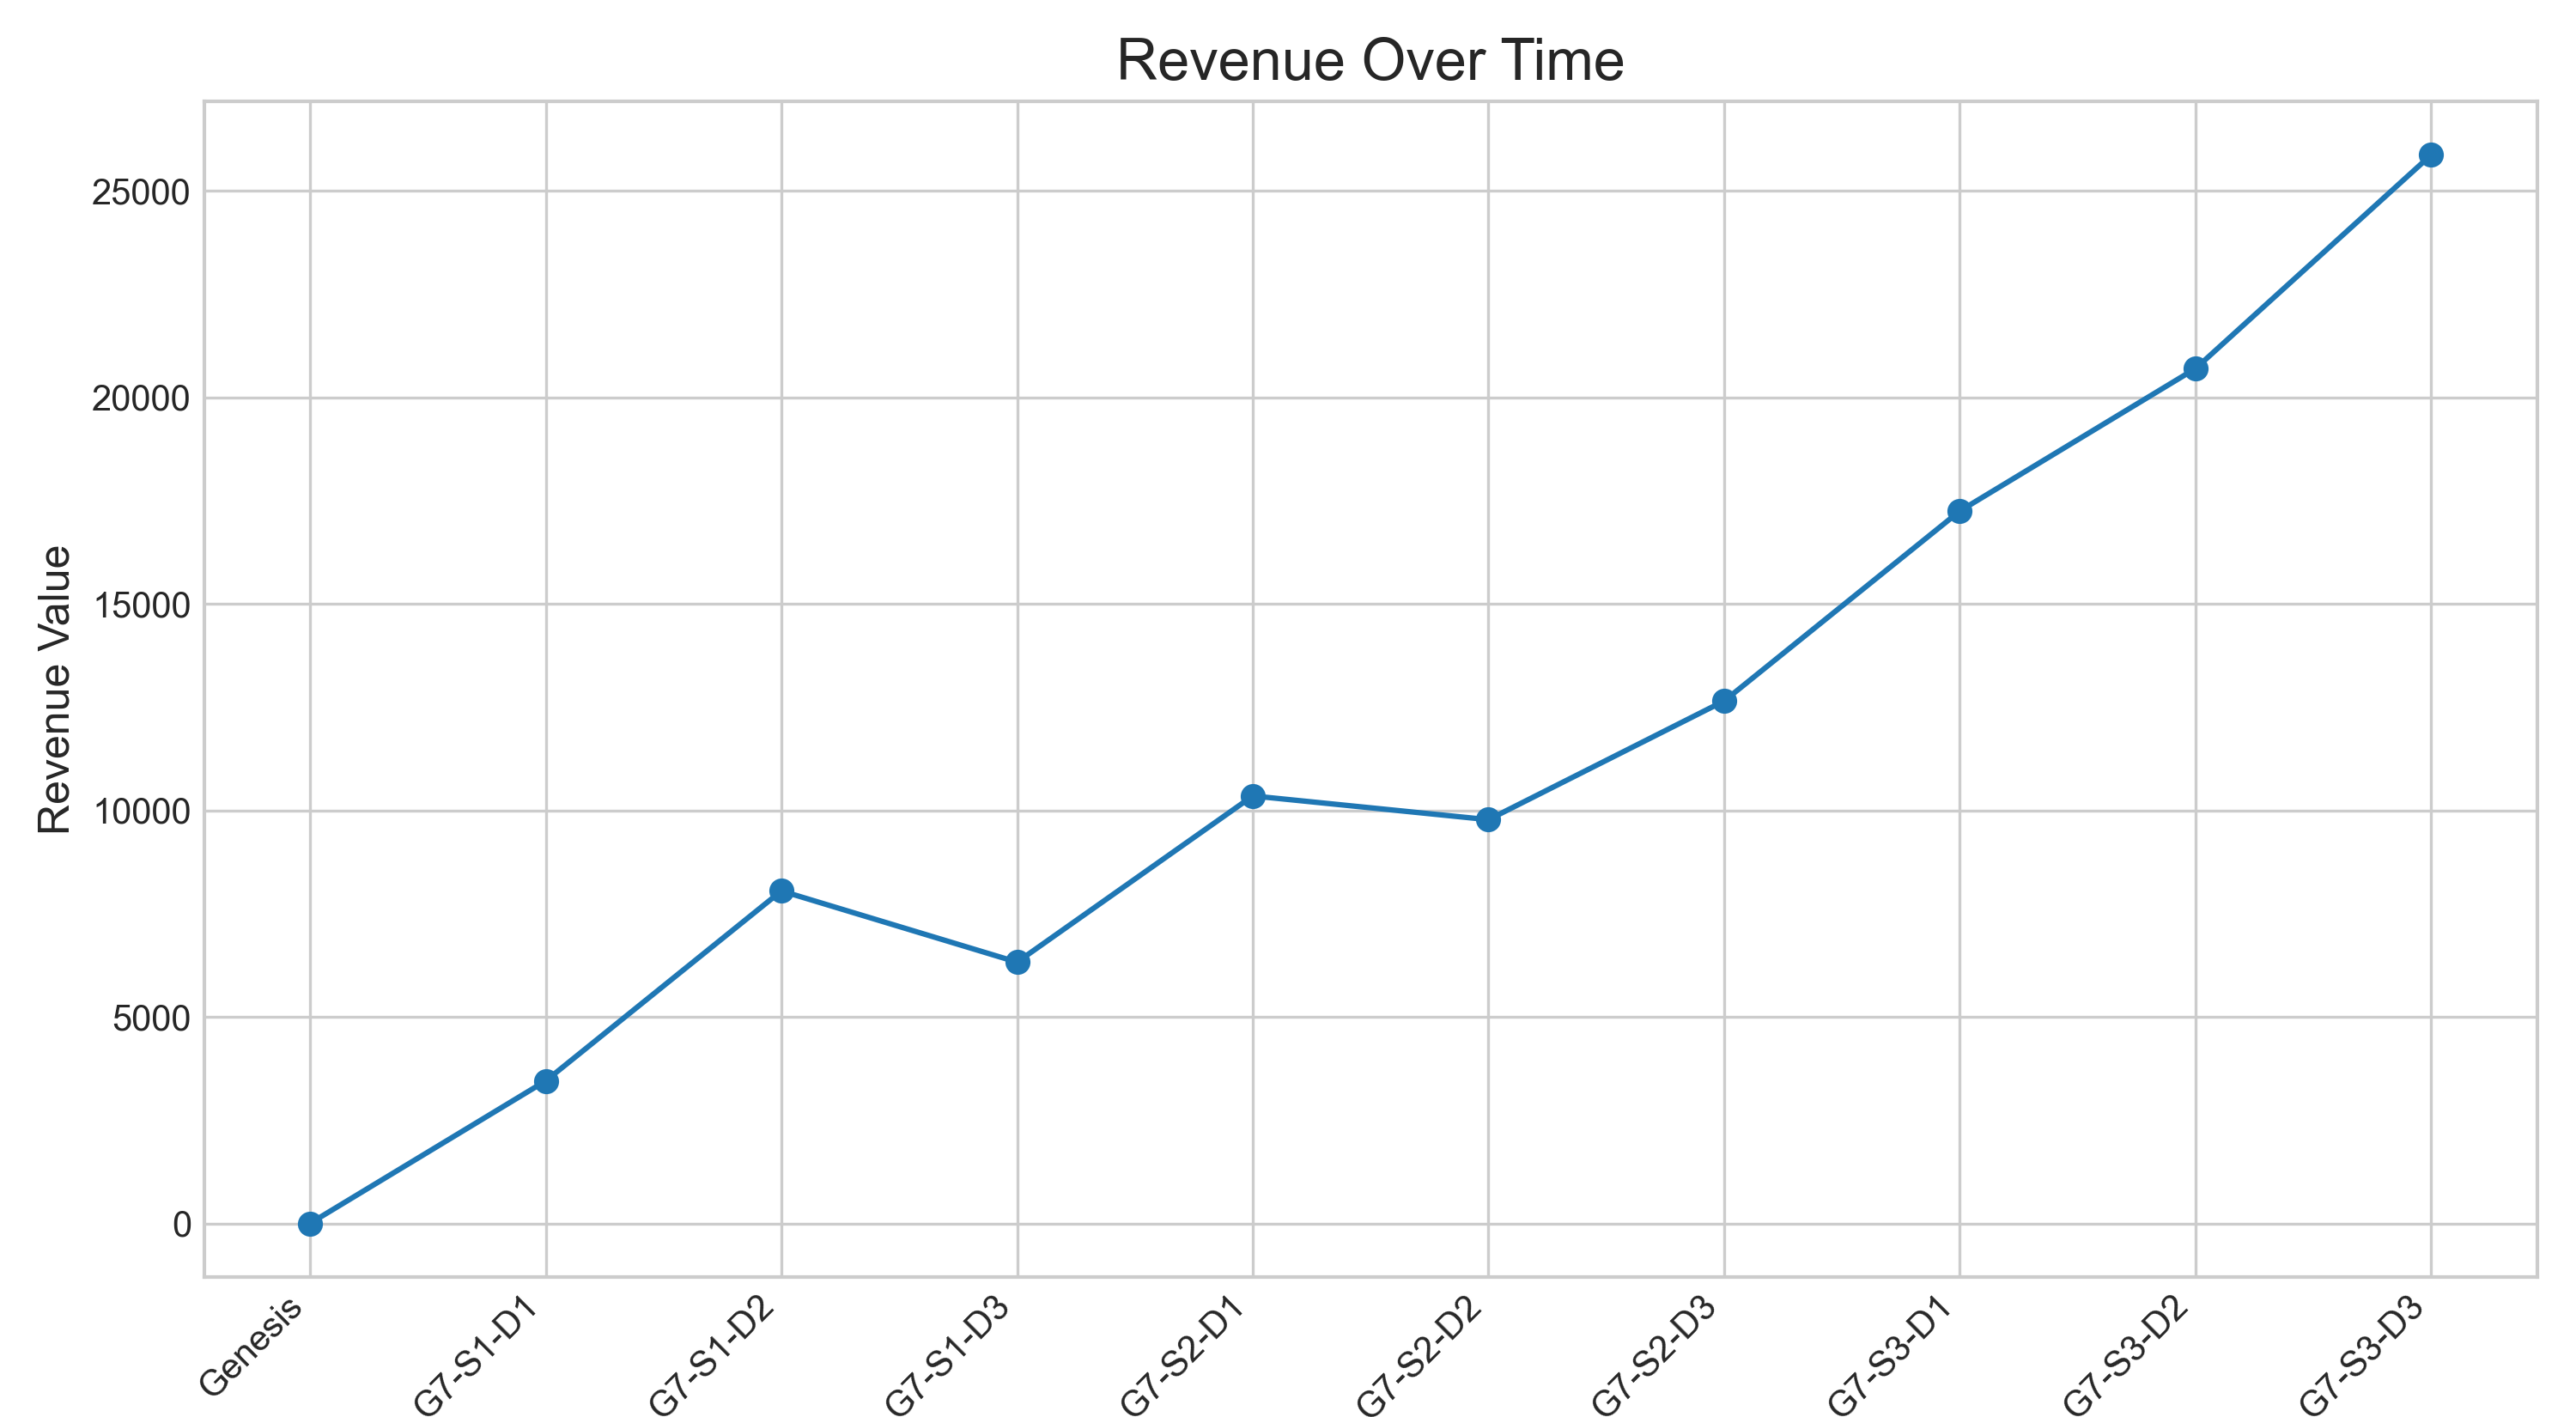 Revenue Over Time
Revenue Value
25000
20000
15000
10000
5000
0
Genesis
G7-S1-D1
G7-S1-D2
G7-S1-D3
G7-S2-D1
G7-S2-D2
G7-S2-D3
G7-S3-D1
G7-S3-D2
G7-S3-D3